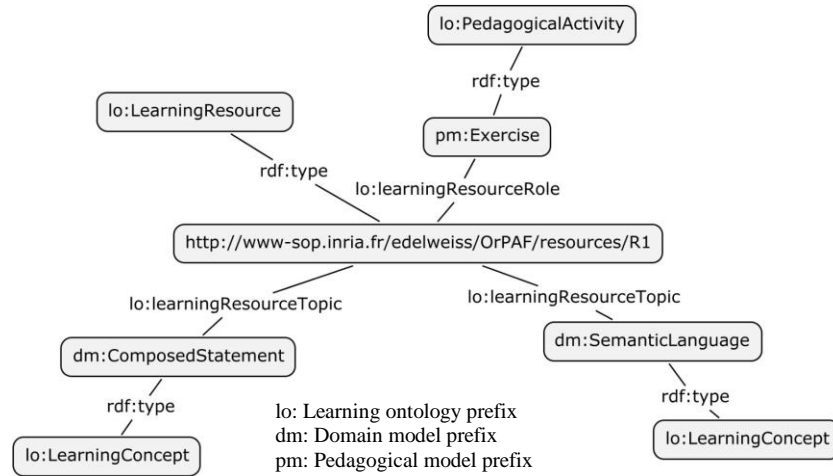 lo:PedagogicalActivity
rdf:type
lo:LearningResource
pm:Exercise
rdf:type
lo:learningResourceRole
http://www-sop.inria.fr/edelweiss/OrPAF/resources/R1
lo:learningResourceTopic
lo:learningResourceTopic
dm:ComposedStatement
dm:SemanticLanguage
rdf:type
rdf:type
lo:LearningConcept
lo:LearningConcept
lo: Learning ontology prefix
dm: Domain model prefix
pm: Pedagogical model prefix